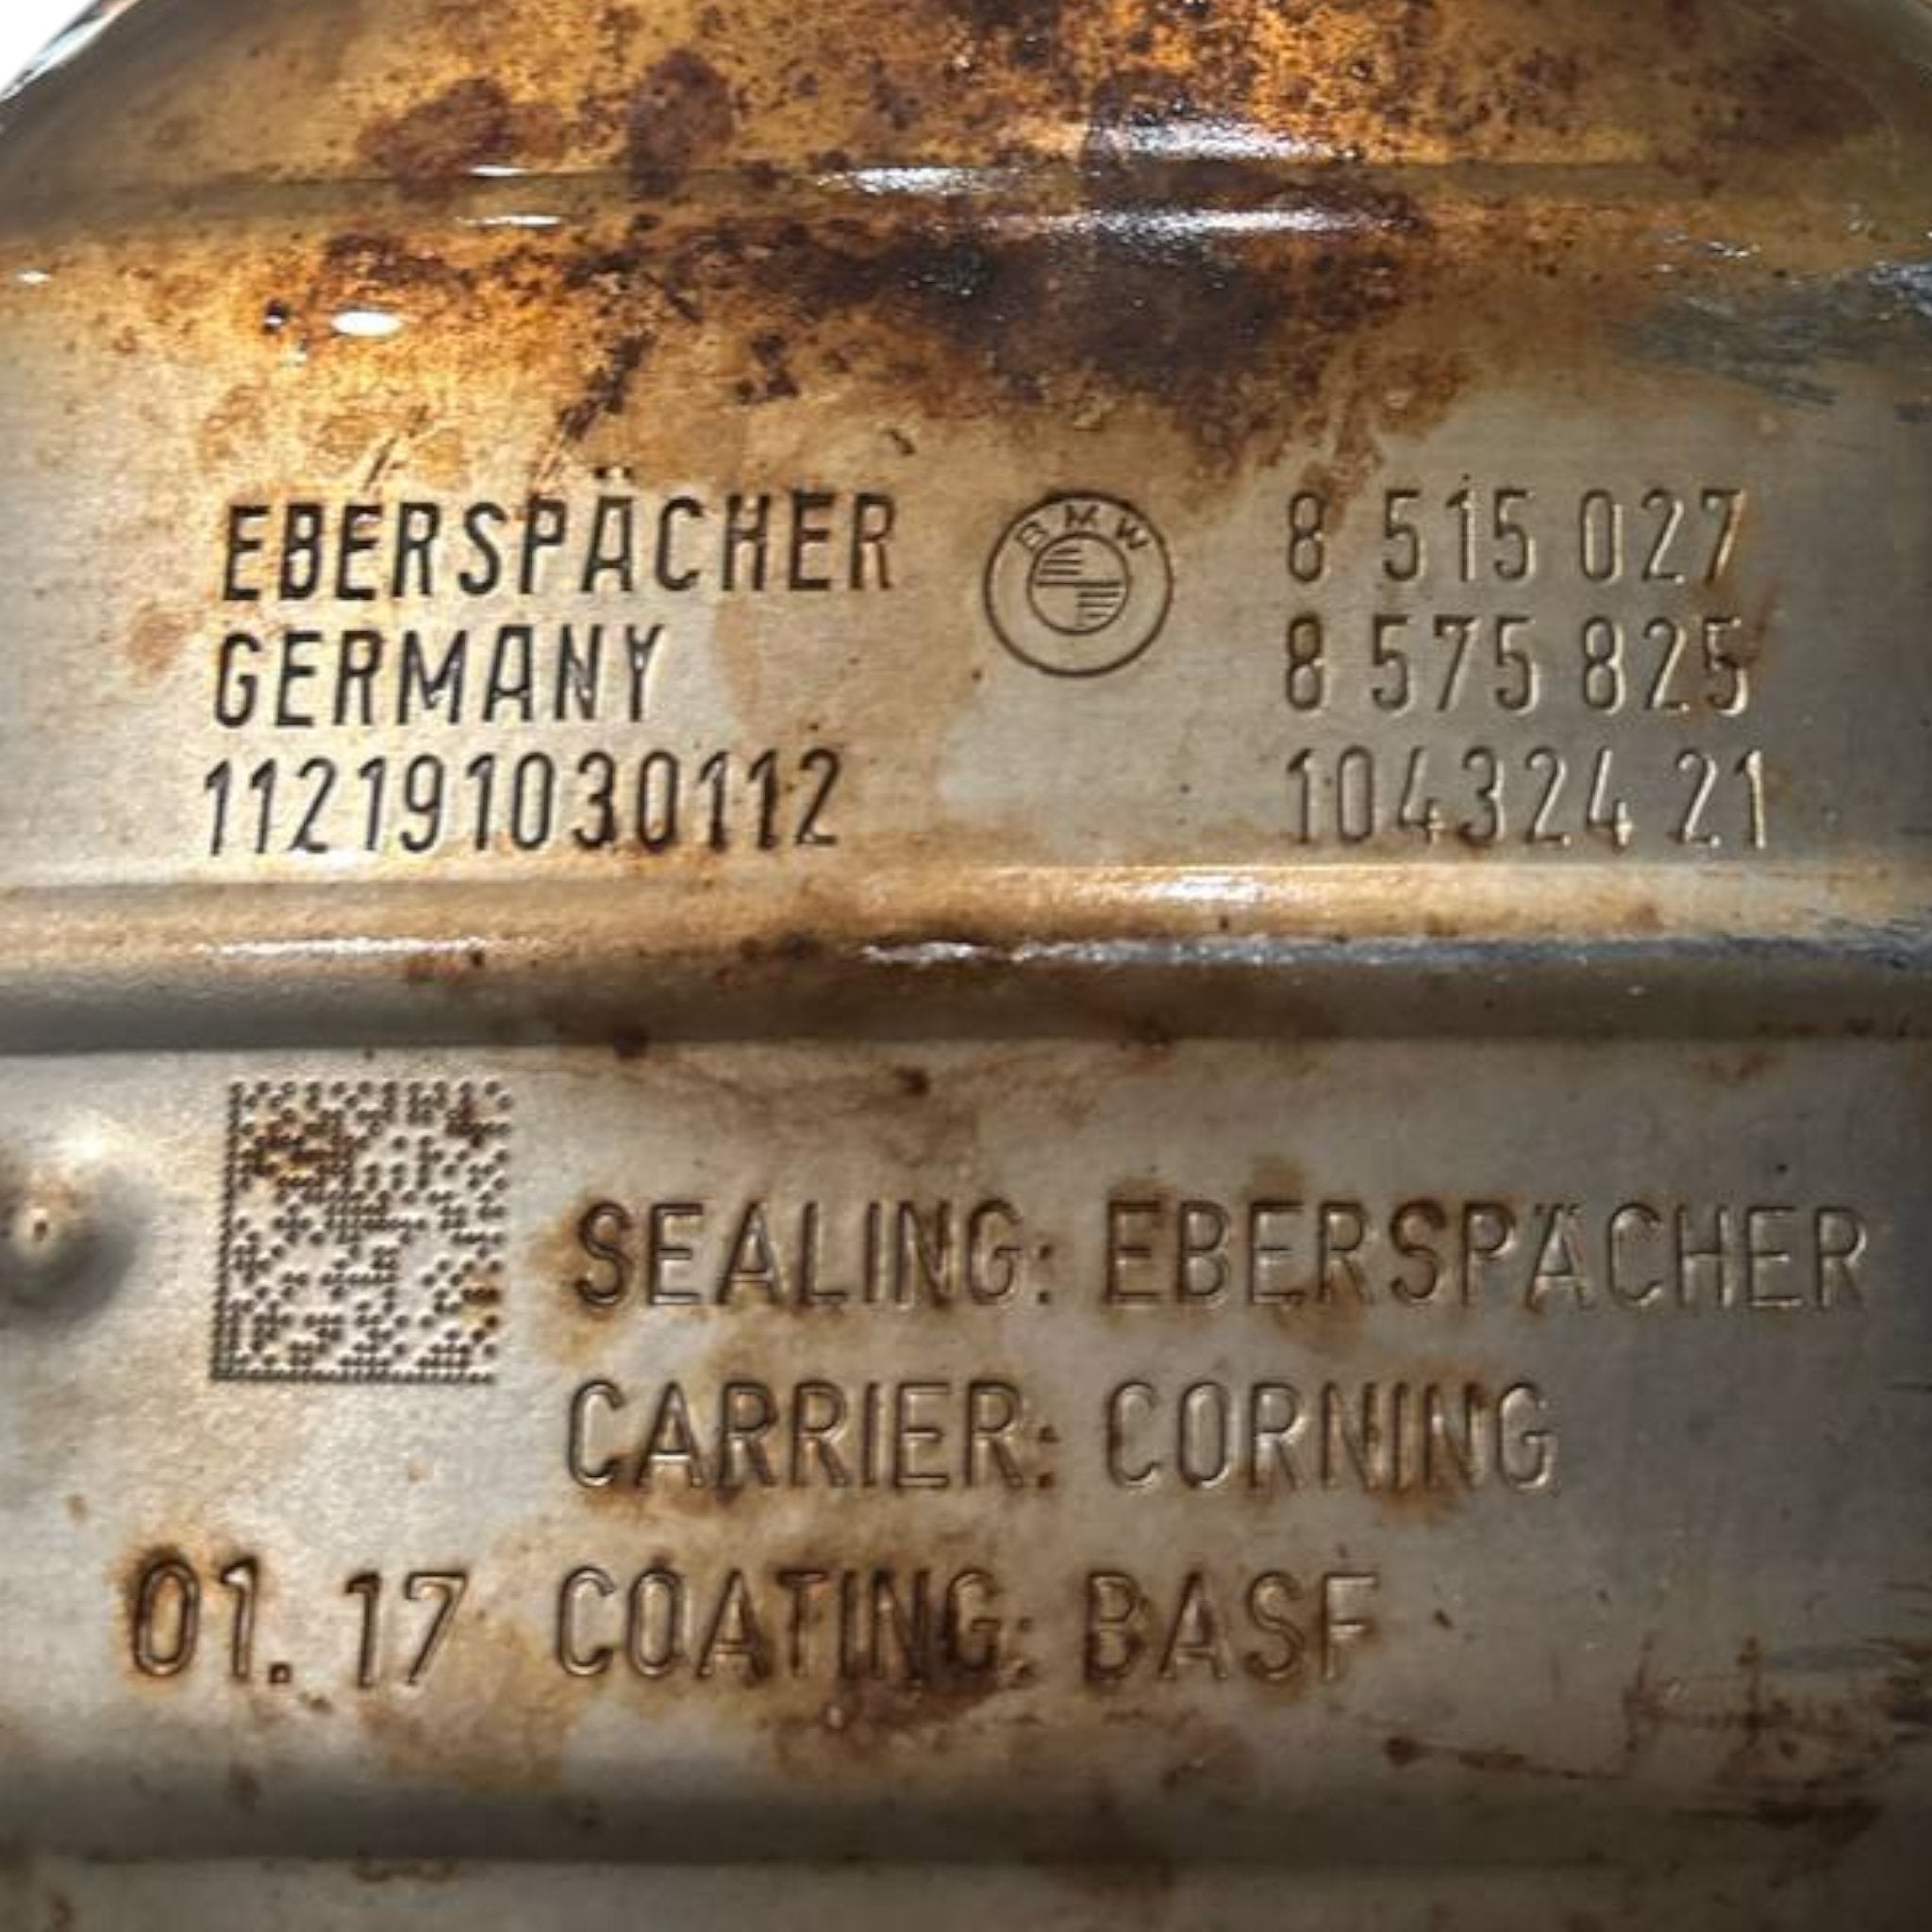 EBERSPÄCHER
GERMANY
112191030112
BMW
8 515 027
8 575 825
104324 21
SEALING: EBERSPÄCHER
CARRIER: CORNING
01.17 COATING: BASF